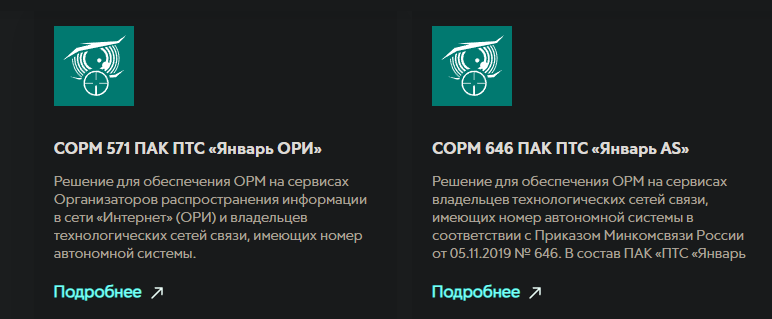 СОРМ 571 ПАК ПТС «Январь ОРИ»
Решение для обеспечения ОРМ на сервисах
Организаторов распространения информации
в сети «Интернет» (ОРИ) и владельцев
технологических сетей связи, имеющих номер
автономной системы.
Подробнее
СОРМ 646 ПАК ПТС «Январь AS»
Решение для обеспечения ОРМ на сервисах
владельцев технологических сетей связи,
имеющих номер автономной системы в
соответствии с Приказом Минкомсвязи России
от 05.11.2019 № 646. В состав ПАК «ПТС «Январь
Подробнее